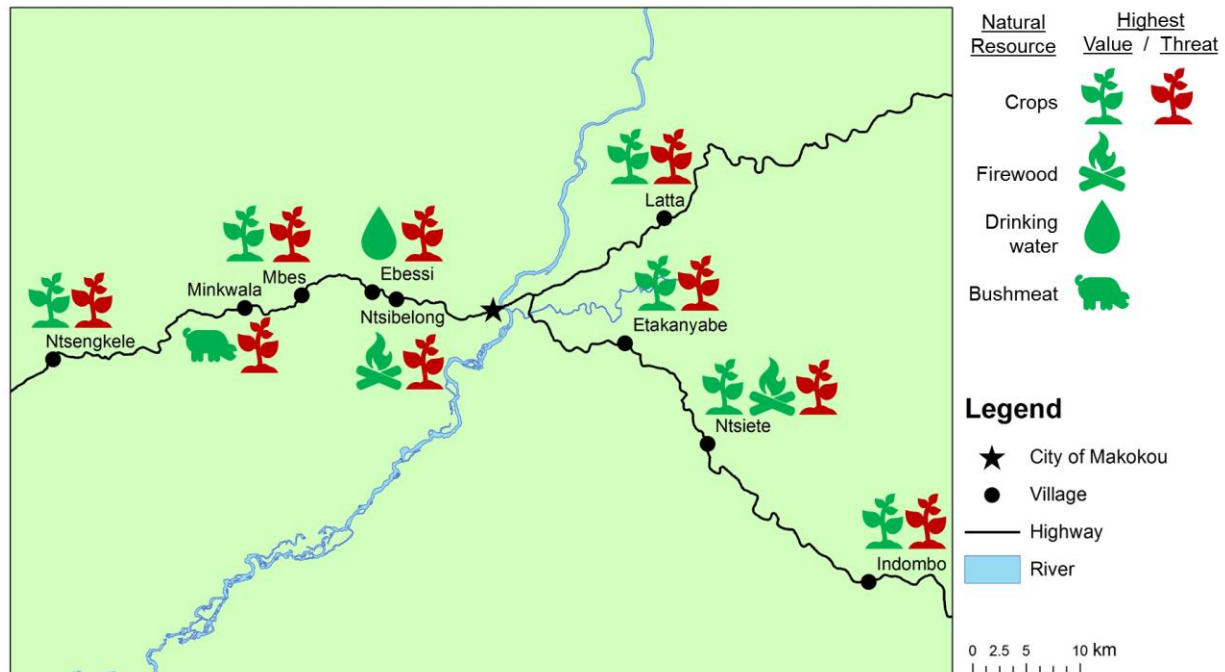 Natural Resource
Highest
Value / Threat
Crops
Firewood
Drinking
water
Bushmeat
Latta
Mbes
Ebessi
Minkwala
Ntsibelong
Ntsengkele
Etakanyabe
Ntsiete
Indombo
Legend
City of Makokou
Village
Highway
River
0 2.5 5 10 km